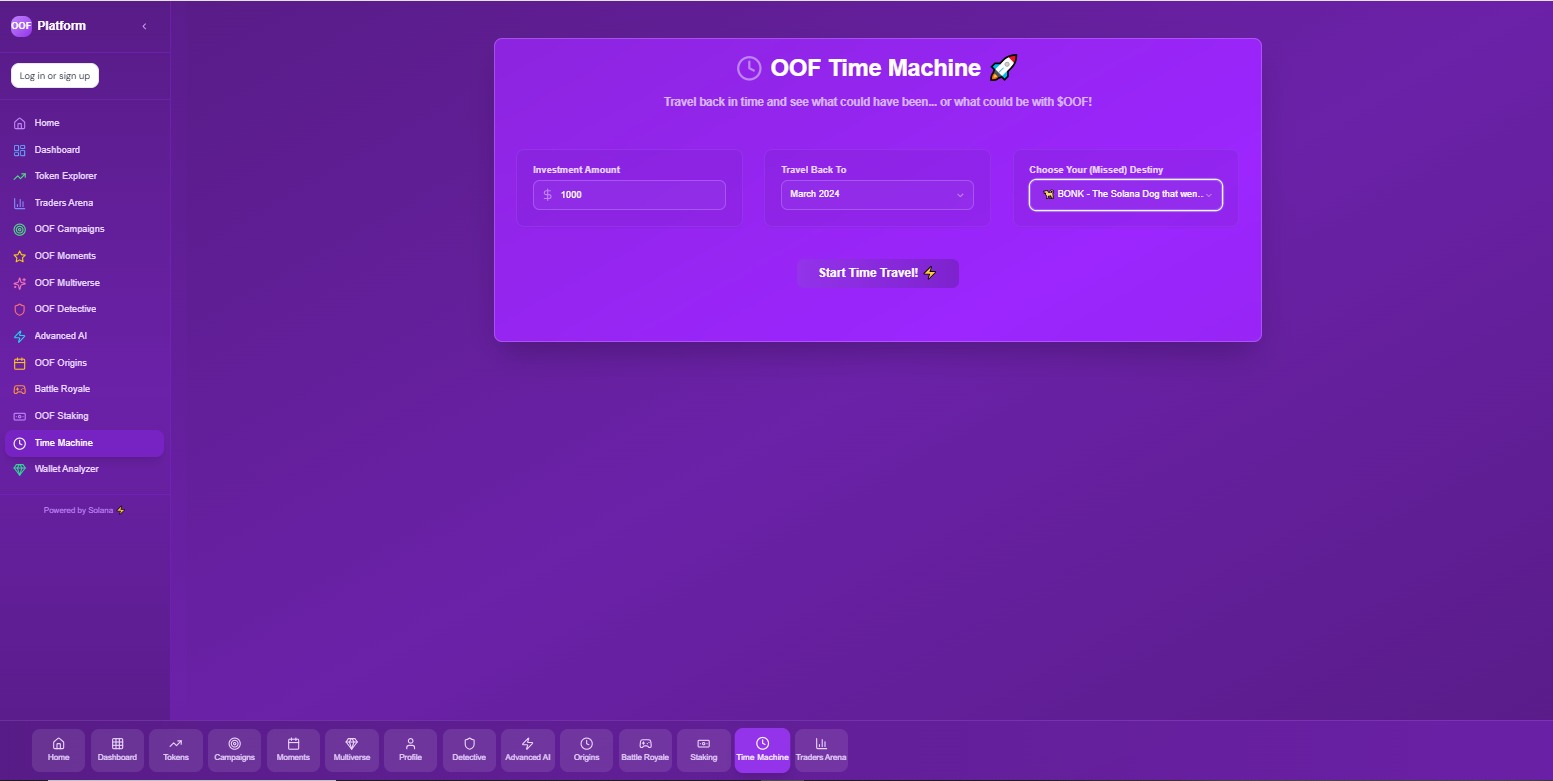 OOF Platform
Log in or sign up
Home
Dashboard
Token Explorer
Traders Arena
OOF Campaigns
OOF Moments
OOF Multiverse
OOF Detective
Advanced AI
OOF Origins
Battle Royale
OOF Staking
Time Machine
Wallet Analyzer
Powered by Solana ⚡
OOF Time Machine 🚀
Travel back in time and see what could have been... or what could be with $OOF!
Investment Amount
$ 1000
Travel Back To
March 2024
Choose Your (Missed) Destiny
🐕 BONK - The Solana Dog that wen...
Start Time Travel! ⚡
Home
Dashboard
Tokens
Campaigns
Moments
Multiverse
Profile
Detective
Advanced AI
Origins
Battle Royale
Staking
Time Machine
Traders Arena